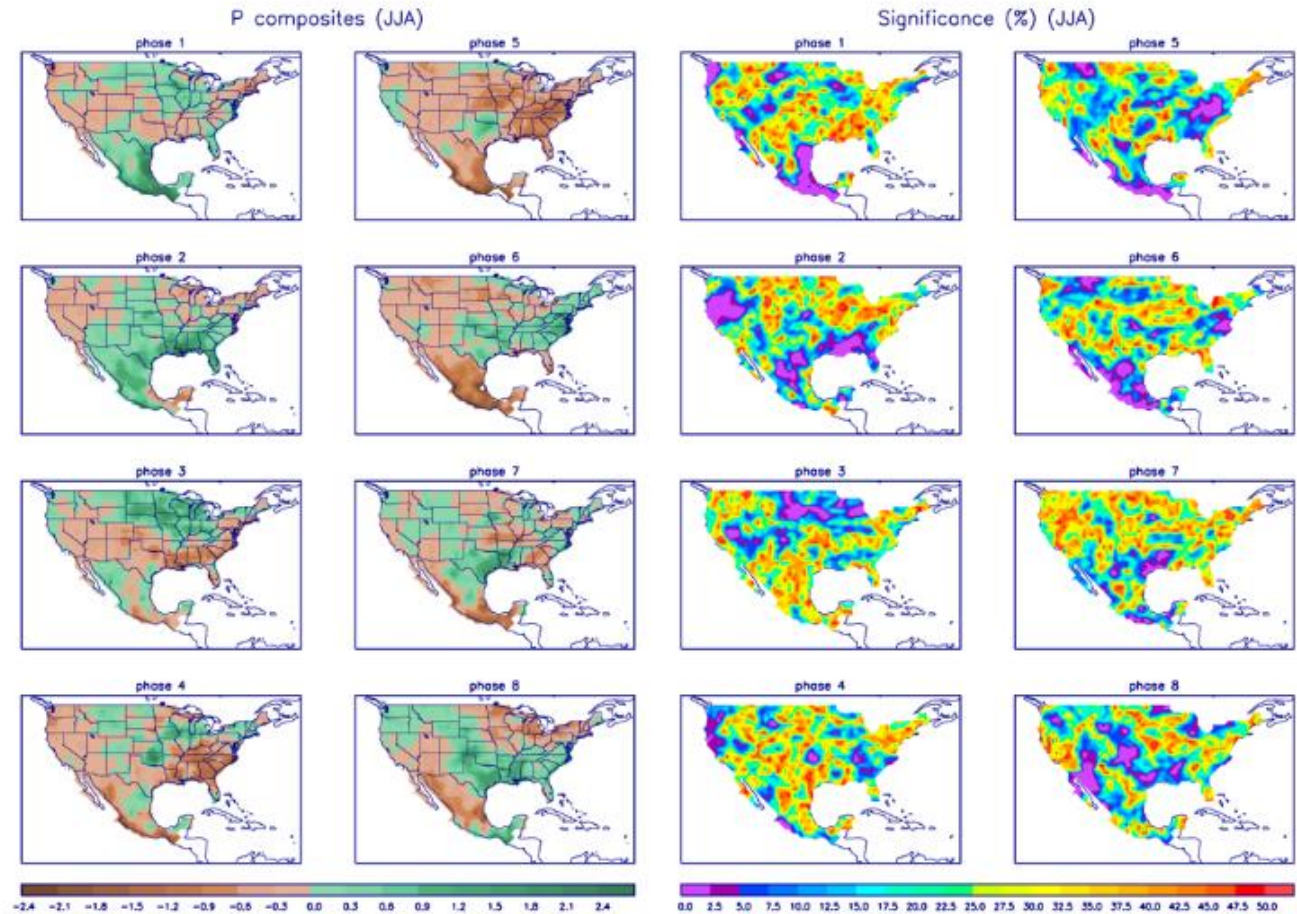 P composites (JJA)
Significance (%) (JJA)
phase 1
phase 5
phase 1
phase 5
phase 2
phase 6
phase 2
phase 6
phase 3
phase 7
phase 3
phase 7
phase 4
phase 8
phase 4
phase 8
−2.4 −2.1 −1.8 −1.5 −1.2 −0.9 −0.6 −0.3 0.0 0.3 0.6 0.9 1.2 1.5 1.8 2.1 2.4
0.0 2.5 5.0 7.5 10.0 12.5 15.0 17.5 20.0 22.5 25.0 27.5 30.0 32.5 35.0 37.5 40.0 42.5 45.0 47.5 50.0